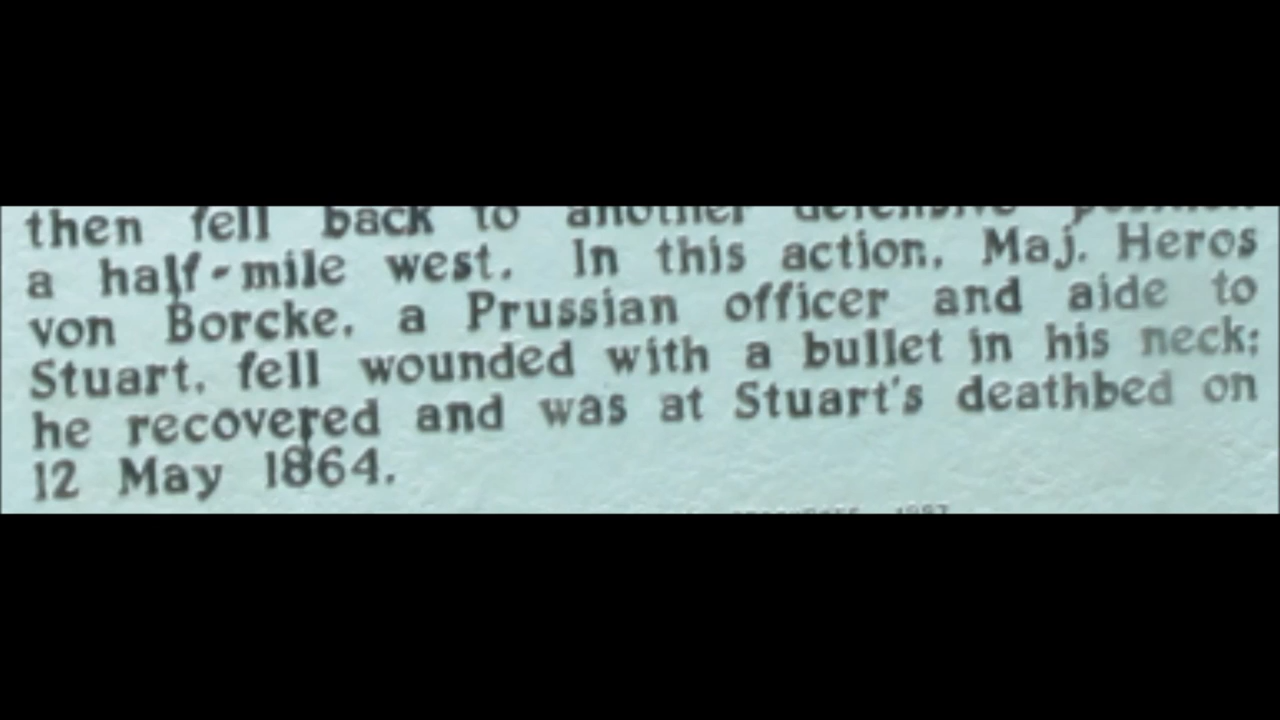 then fell back to another defensive position
a half-mile west. In this action, Maj. Heros
von Borcke, a Prussian officer and aide to
Stuart, fell wounded with a bullet in his neck;
he recovered and was at Stuart's deathbed on
12 May 1864.
1997